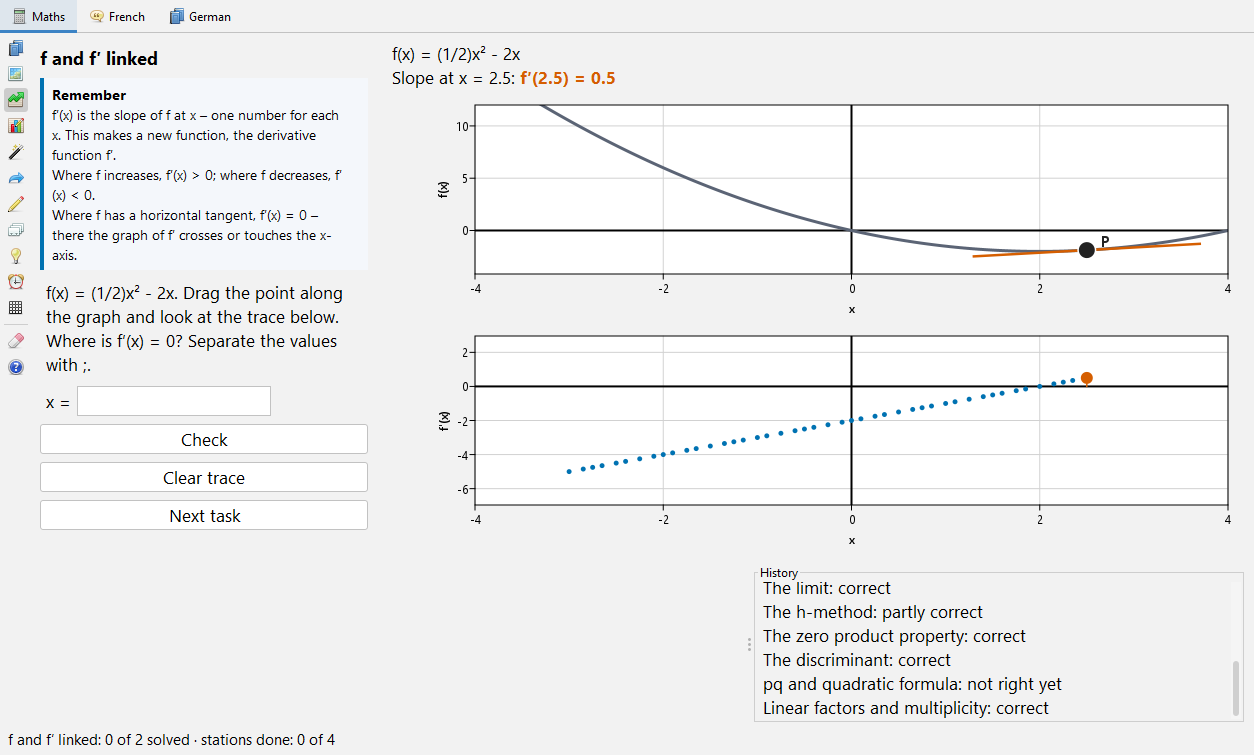 Maths French German
f and f′ linked
Remember
f′(x) is the slope of f at x – one number for each
x. This makes a new function, the derivative
function f′.
Where f increases, f′(x) > 0; where f decreases, f′
(x) < 0.
Where f has a horizontal tangent, f′(x) = 0 –
there the graph of f′ crosses or touches the x-
axis.
f(x) = (1/2)x² - 2x. Drag the point along
the graph and look at the trace below.
Where is f′(x) = 0? Separate the values
with ;.
x =
Check
Clear trace
Next task
f(x) = (1/2)x² - 2x
Slope at x = 2.5: f′(2.5) = 0.5
10
5
0
f(x)
P
-4 -2 0 2 4
x
2
0
-2
-4
-6
f′(x)
-4 -2 0 2 4
x
History
The limit: correct
The h-method: partly correct
The zero product property: correct
The discriminant: correct
pq and quadratic formula: not right yet
Linear factors and multiplicity: correct
f and f′ linked: 0 of 2 solved · stations done: 0 of 4